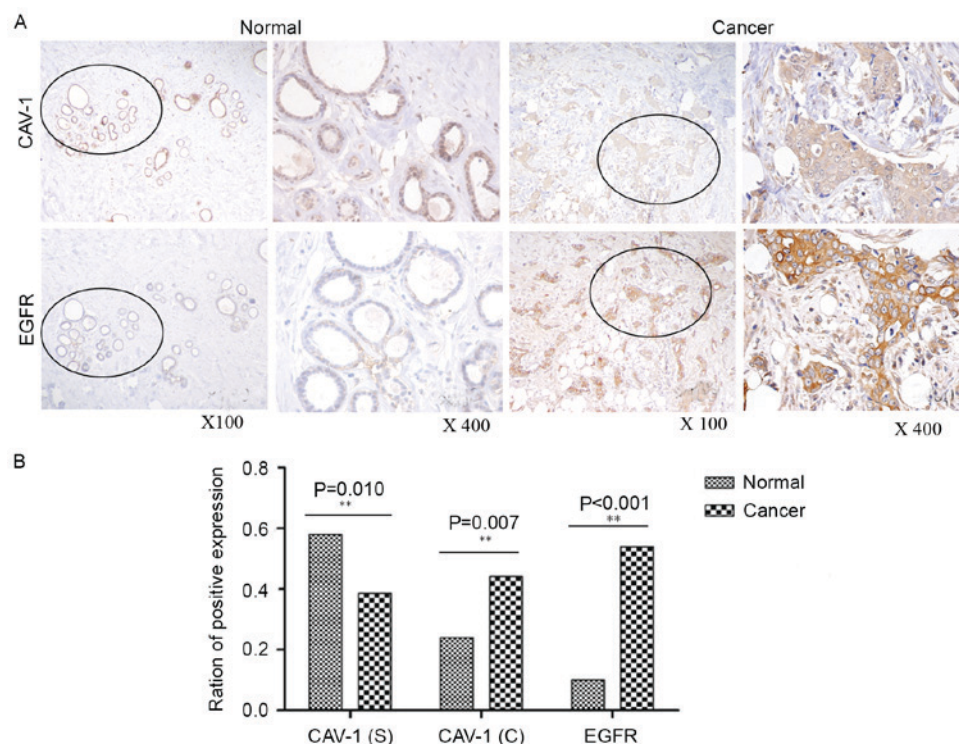 A
Normal
Cancer
CAV-1
EGFR
X100
X 400
X 100
X 400
B
Ration of positive expression
0.8
0.6
0.4
0.2
0.0
P=0.010
**
P=0.007
**
P<0.001
**
Normal
Cancer
CAV-1 (S)
CAV-1 (C)
EGFR